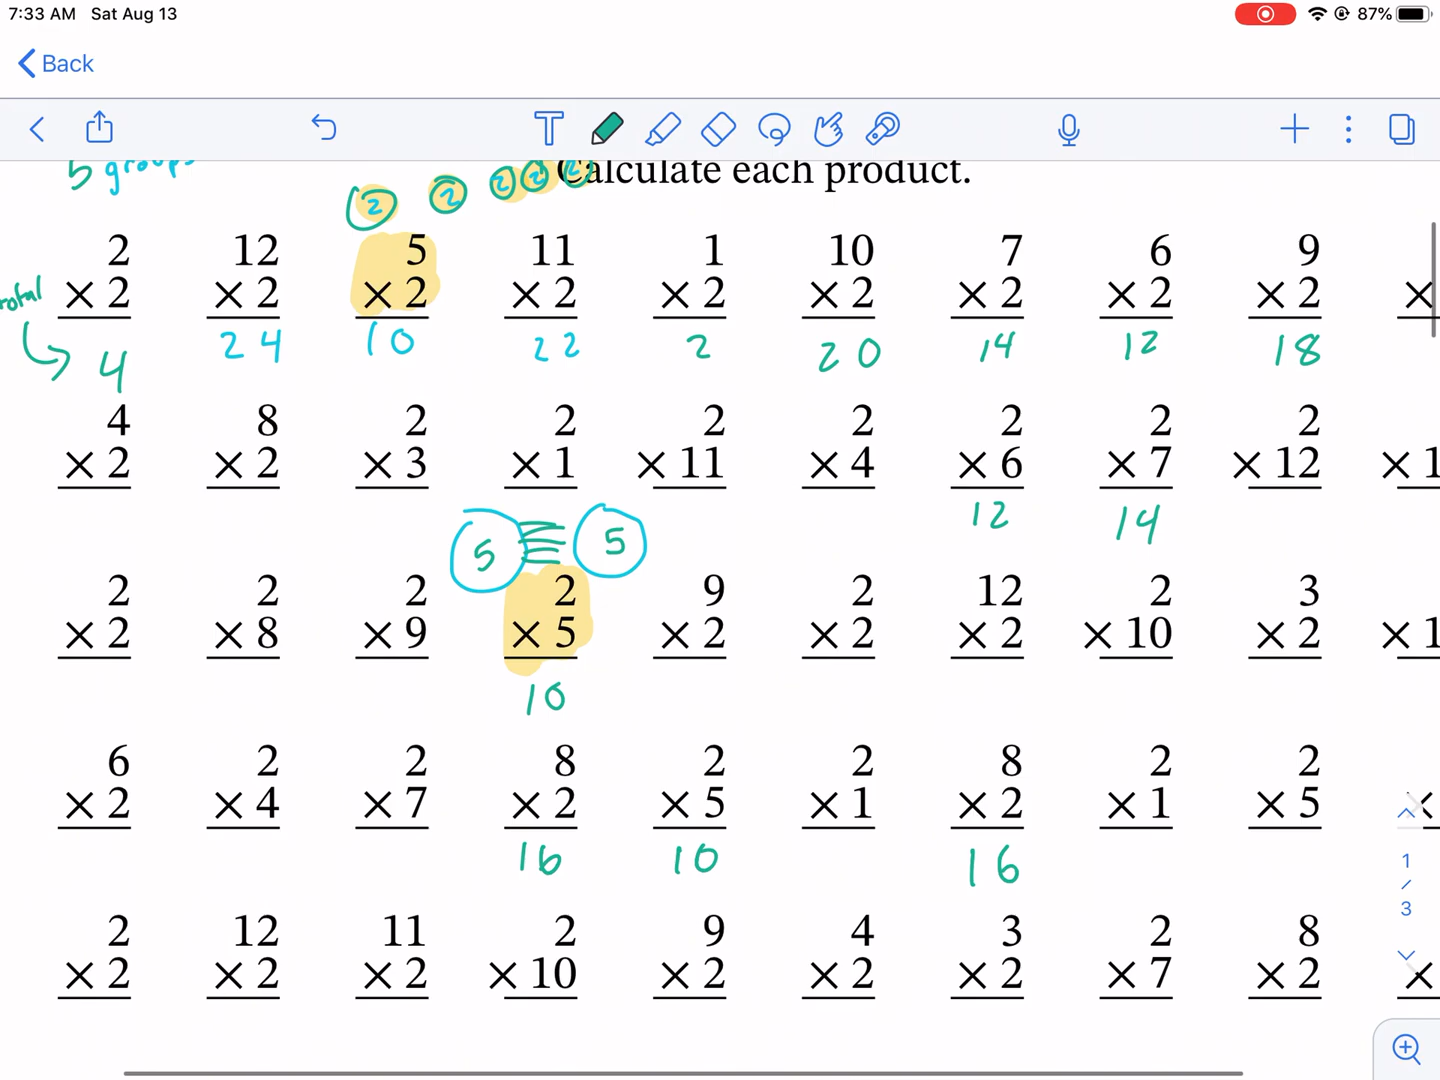 7:33 AM Sat Aug 13 87%
Back
T
5 groups
2 2 2 2 2
Calculate each product.
2 12 5 11 1 10 7 6 9
total × 2 × 2 × 2 × 2 × 2 × 2 × 2 × 2 × 2 ×
4 24 10 22 2 20 14 12 18
4 8 2 2 2 2 2 2 2
× 2 × 2 × 3 × 1 × 11 × 4 × 6 × 7 × 12 × 1
12 14
5 5
2 2 2 2 9 2 12 2 3
× 2 × 8 × 9 × 5 × 2 × 2 × 2 × 10 × 2 × 1
10
6 2 2 8 2 2 8 2 2
× 2 × 4 × 7 × 2 × 5 × 1 × 2 × 1 × 5 ×
16 10 16
1
/
3
2 12 11 2 9 4 3 2 8
× 2 × 2 × 2 × 10 × 2 × 2 × 2 × 7 × 2 ×